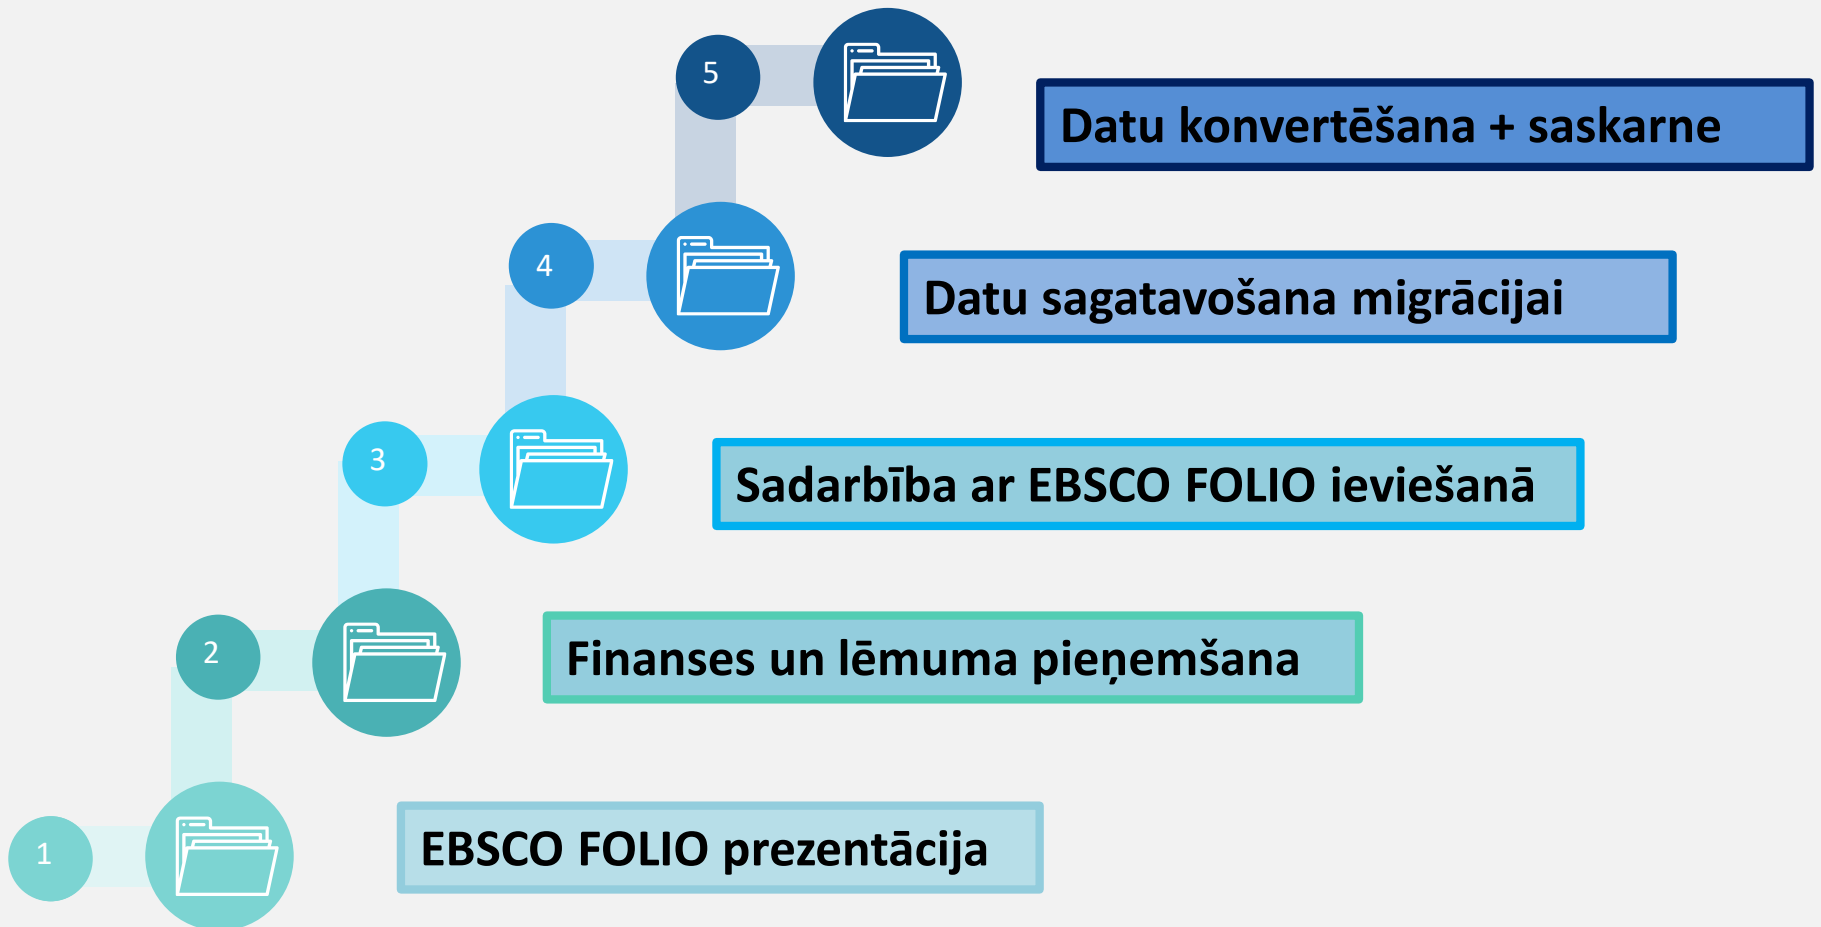 5
Datu konvertēšana + saskarne
4
Datu sagatavošana migrācijai
3
Sadarbība ar EBSCO FOLIO ieviešanā
2
Finanses un lēmuma pieņemšana
1
EBSCO FOLIO prezentācija